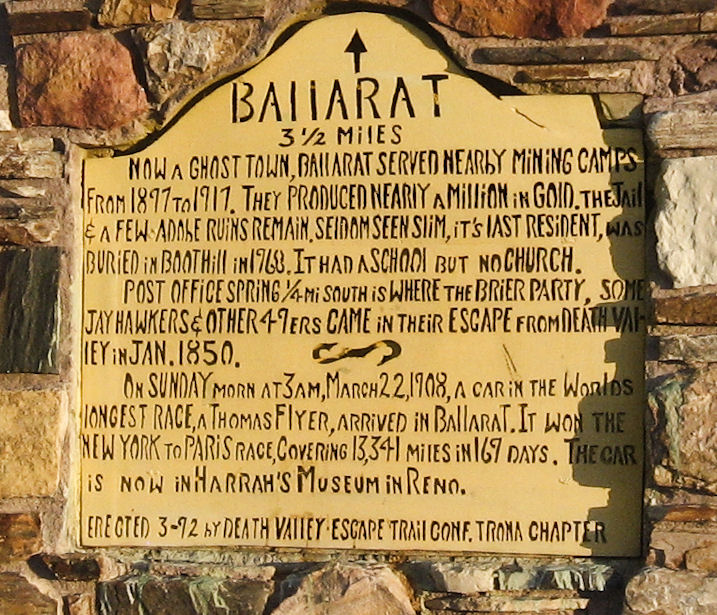 BALLARAT
3 ½ MILES
NOW A GHOST TOWN, BALLARAT SERVED NEARBY MINING CAMPS
FROM 1897 TO 1917. THEY PRODUCED NEARLY A MILLION IN GOLD. THE JAIL
& A FEW ADOBE RUINS REMAIN. SELDOM SEEN SLIM, IT'S LAST RESIDENT, WAS
BURIED IN BOOTHILL IN 1968. IT HAD A SCHOOL BUT NO CHURCH.
POST OFFICE SPRING ¼ MI SOUTH IS WHERE THE BRIER PARTY, SOME
JAYHAWKERS & OTHER 49ERS CAME IN THEIR ESCAPE FROM DEATH VAL-
LEY IN JAN. 1850.
ON SUNDAY MORN AT 3 AM, MARCH 22, 1908, A CAR IN THE WORLDS
LONGEST RACE, A THOMAS FLYER, ARRIVED IN BALLARAT. IT WON THE
NEW YORK TO PARIS RACE, COVERING 13,341 MILES IN 169 DAYS. THE CAR
IS NOW IN HARRAH'S MUSEUM IN RENO.
ERECTED 3-72 BY DEATH VALLEY ESCAPE TRAIL CONF. TRONA CHAPTER